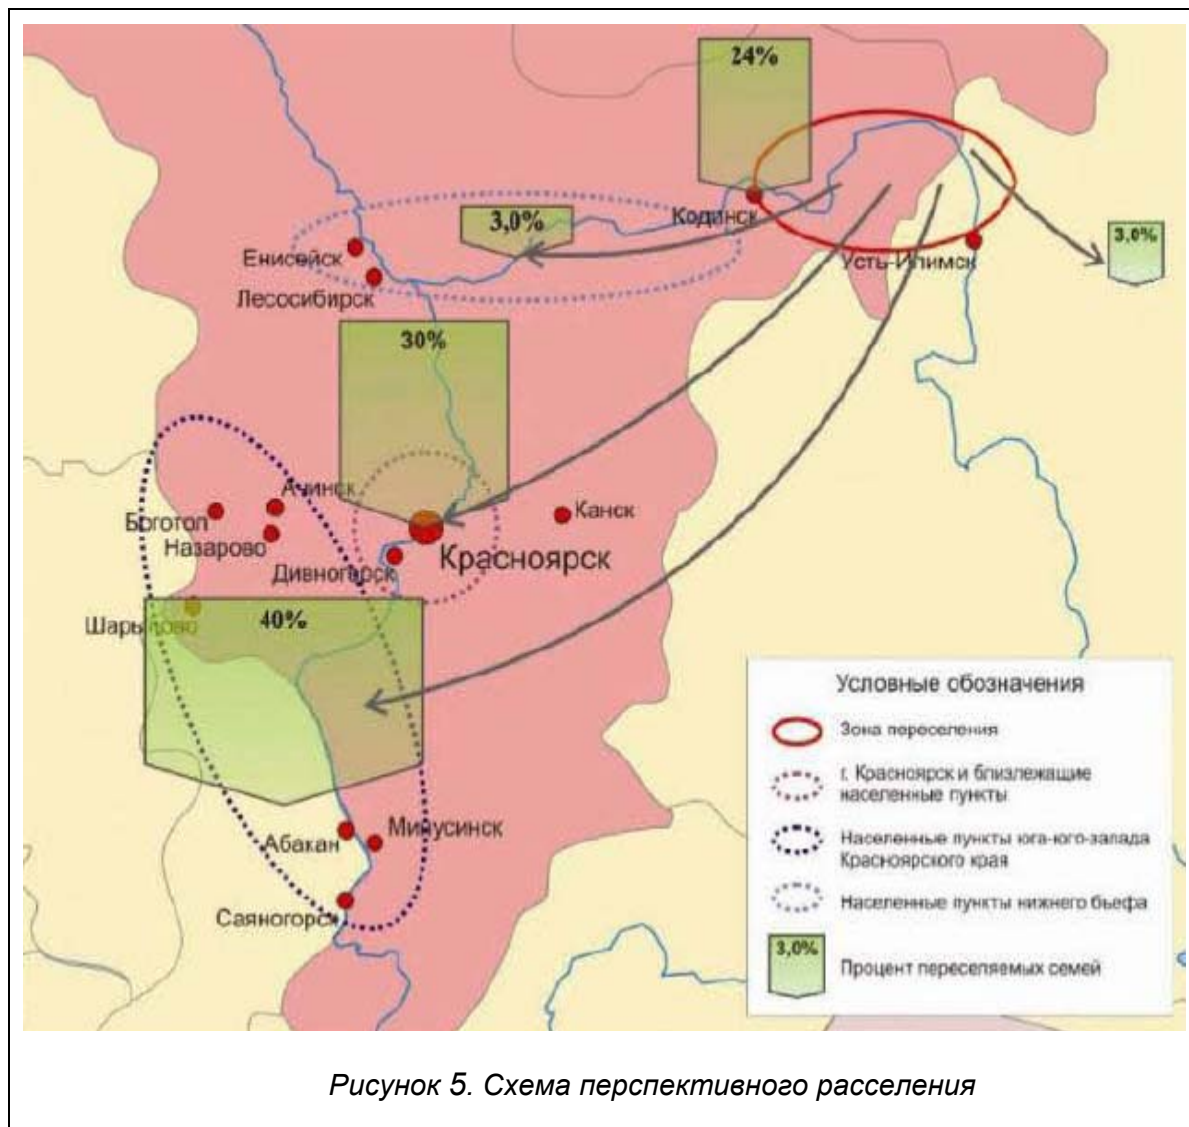 24%
Кодинск
3,0%
3,0%
Енисейск
Усть-Илимск
Лесосибирск
30%
Ачинск
Боготол
Канск
Назарово
Красноярск
Дивногорск
40%
Шарыпово
Условные обозначения
Зона переселения
г. Красноярск и близлежащие
населенные пункты
Абакан
Минусинск
Населенные пункты юга-юго-запада
Красноярского края
Саяногорск
Населенные пункты нижнего бьефа
3,0%
Процент переселяемых семей
Рисунок 5. Схема перспективного расселения